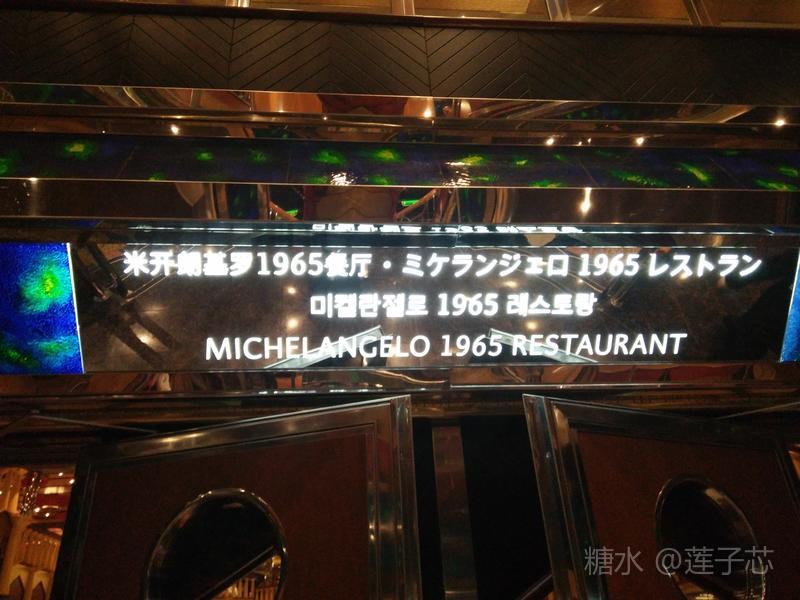 米开朗基罗1965餐厅・ミケランジェロ 1965 レストラン
미켈란젤로 1965 레스토랑
MICHELANGELO 1965 RESTAURANT
糖水 @莲子芯